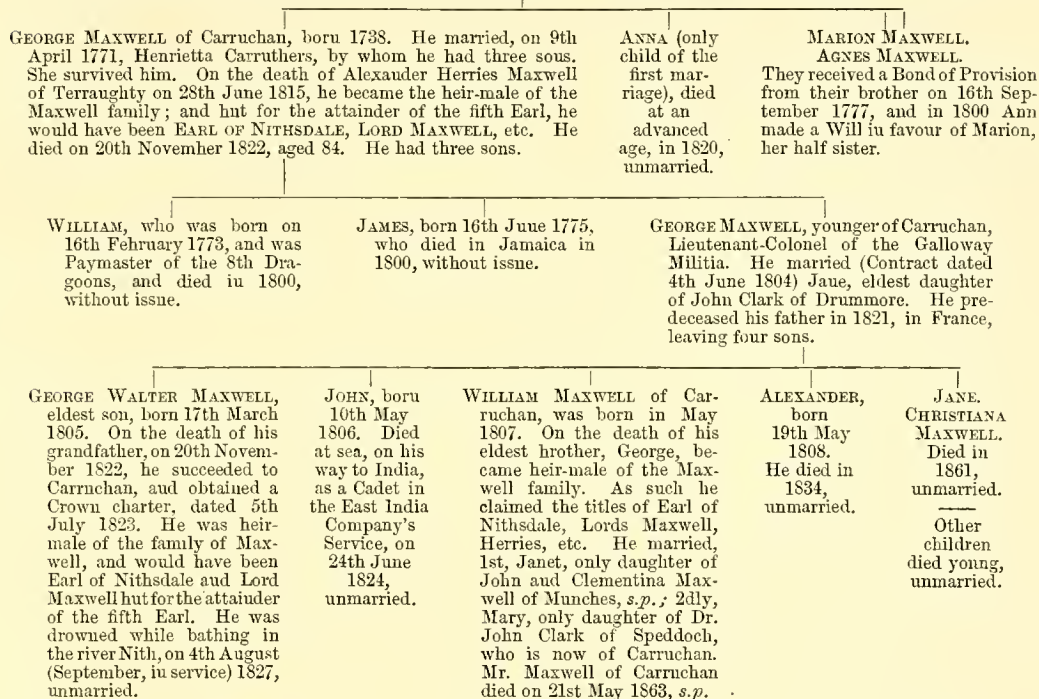 GEORGE MAXWELL of Carruchan, born 1738. He married, on 9th
April 1771, Henrietta Carruthers, by whom he had three sons.
She survived him. On the death of Alexander Herries Maxwell
of Terraughty on 28th June 1815, he became the heir-male of the
Maxwell family; and but for the attainder of the fifth Earl, he
would have been EARL OF NITHSDALE, LORD MAXWELL, etc. He
died on 20th November 1822, aged 84. He had three sons.
ANNA (only
child of the
first mar-
riage), died
at an
advanced
age, in 1820,
unmarried.
MARION MAXWELL.
AGNES MAXWELL.
They received a Bond of Provision
from their brother on 16th Sep-
tember 1777, and in 1800 Ann
made a Will in favour of Marion,
her half sister.
WILLIAM, who was born on
16th February 1773, and was
Paymaster of the 8th Dra-
goons, and died in 1800,
without issue.
JAMES, born 16th June 1775,
who died in Jamaica in
1800, without issue.
GEORGE MAXWELL, younger of Carruchan,
Lieutenant-Colonel of the Galloway
Militia. He married (Contract dated
4th June 1804) Jane, eldest daughter
of John Clark of Drummore. He pre-
deceased his father in 1821, in France,
leaving four sons.
GEORGE WALTER MAXWELL,
eldest son, born 17th March
1805. On the death of his
grandfather, on 20th Novem-
ber 1822, he succeeded to
Carruchan, and obtained a
Crown charter, dated 5th
July 1823. He was heir-
male of the family of Max-
well, and would have been
Earl of Nithsdale and Lord
Maxwell but for the attainder
of the fifth Earl. He was
drowned while bathing in
the river Nith, on 4th August
(September, in service) 1827,
unmarried.
JOHN, born
10th May
1806. Died
at sea, on his
way to India,
as a Cadet in
the East India
Company's
Service, on
24th June
1824,
unmarried.
WILLIAM MAXWELL of Car-
ruchan, was born in May
1807. On the death of his
eldest brother, George, be-
came heir-male of the Max-
well family. As such he
claimed the titles of Earl of
Nithsdale, Lords Maxwell,
Herries, etc. He married,
1st, Janet, only daughter of
John and Clementina Max-
well of Munches, s.p.; 2dly,
Mary, only daughter of Dr.
John Clark of Speddoch,
who is now of Carruchan.
Mr. Maxwell of Carruchan
died on 21st May 1863, s.p.
ALEXANDER,
born
19th May
1808.
He died in
1834,
unmarried.
JANE.
CHRISTIANA
MAXWELL.
Died in
1861,
unmarried.
Other
children
died young,
unmarried.